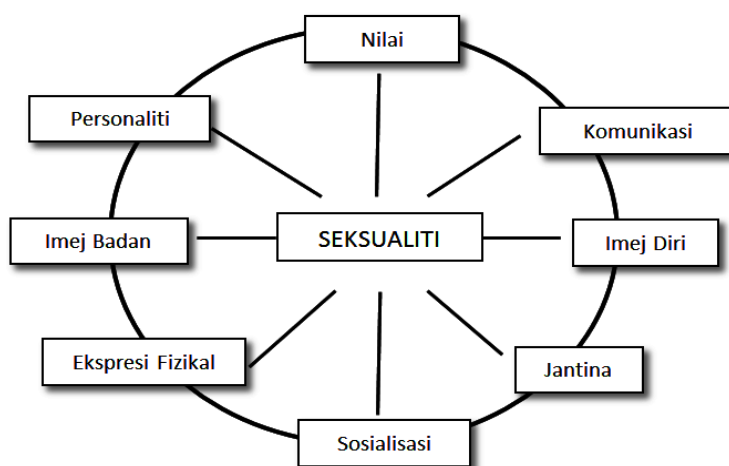 Nilai
Personaliti
Komunikasi
Imej Badan
SEKSUALITI
Imej Diri
Ekspresi Fizikal
Jantina
Sosialisasi